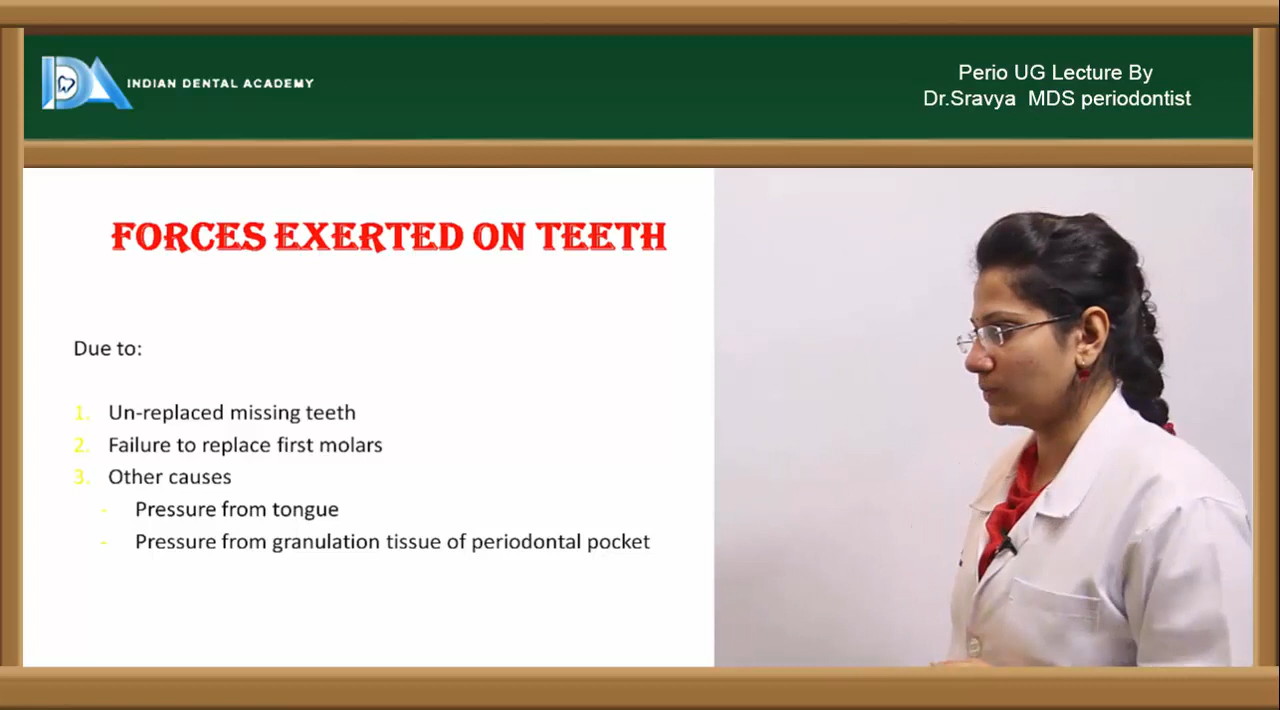 INDIAN DENTAL ACADEMY
Perio UG Lecture By
Dr.Sravya MDS periodontist
FORCES EXERTED ON TEETH
Due to:
1. Un-replaced missing teeth
2. Failure to replace first molars
3. Other causes
- Pressure from tongue
- Pressure from granulation tissue of periodontal pocket